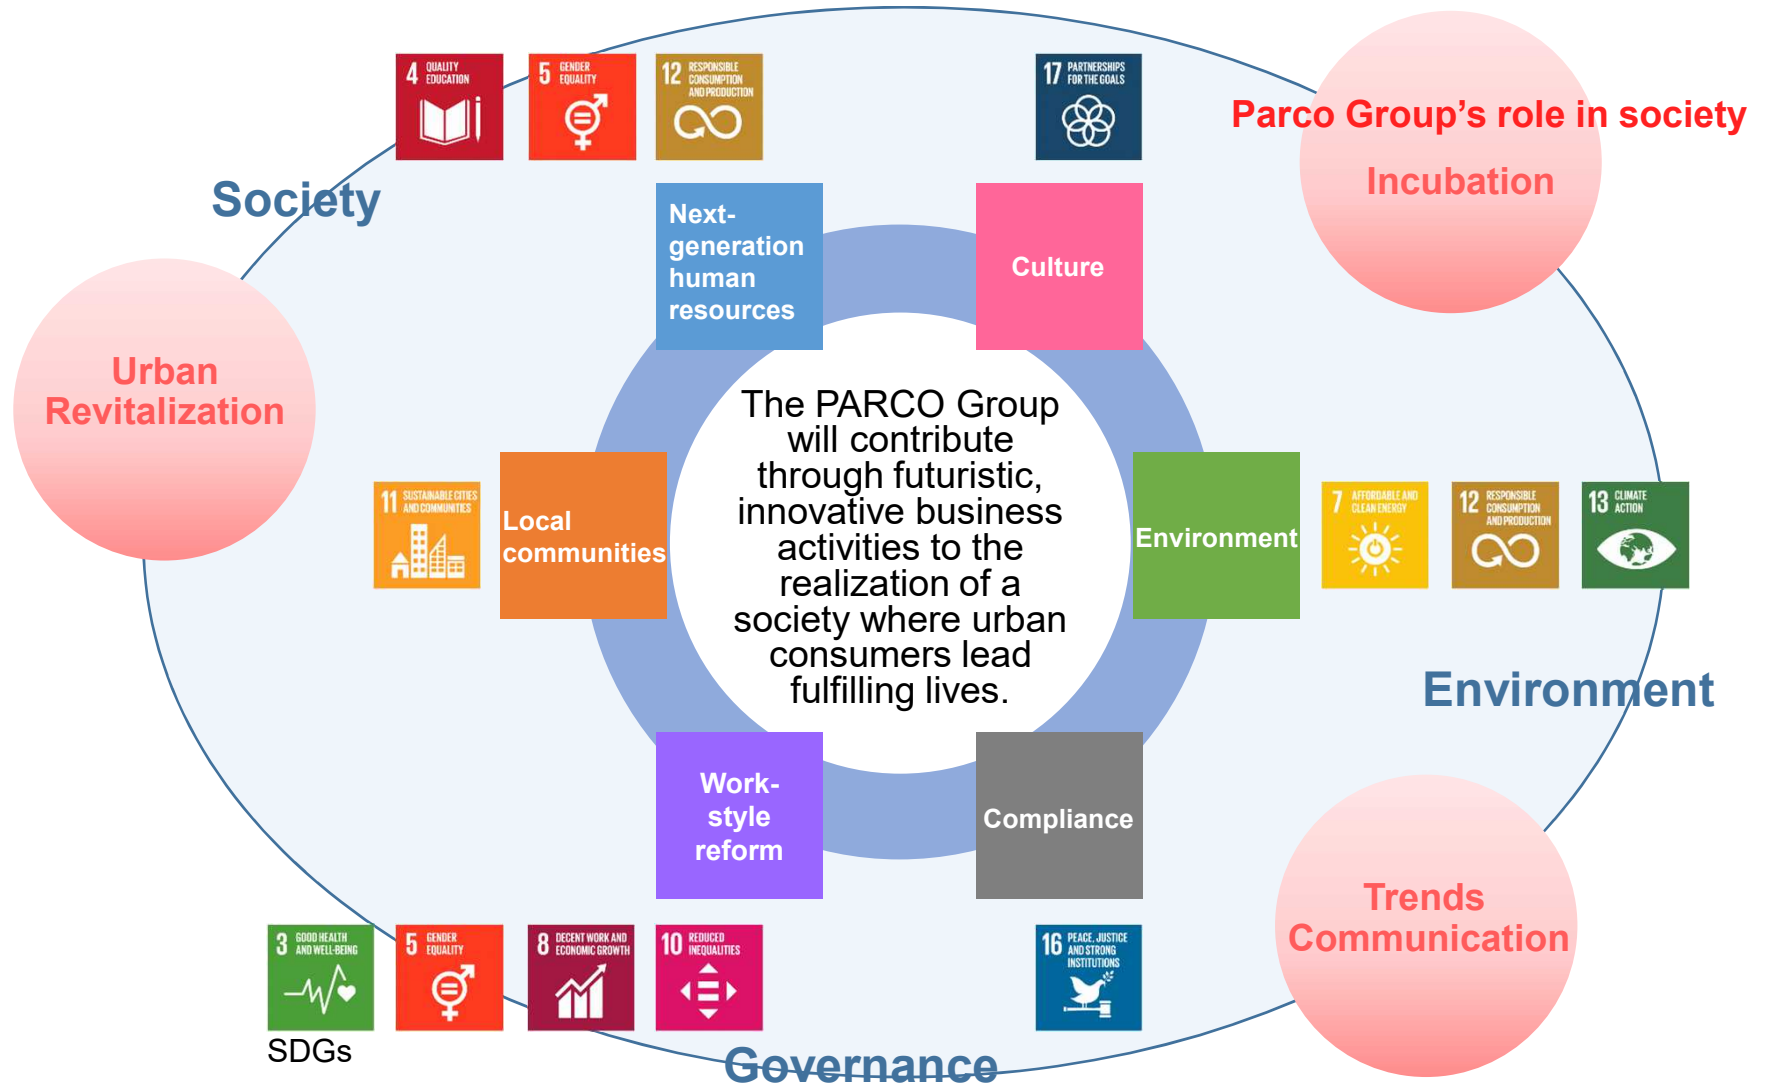 4 QUALITY
EDUCATION
5 GENDER
EQUALITY
12 RESPONSIBLE
CONSUMPTION
AND PRODUCTION
17 PARTNERSHIPS
FOR THE GOALS
Parco Group’s role in society
Incubation
Society
Next-
generation
human
resources
Culture
Urban
Revitalization
The PARCO Group
will contribute
through futuristic,
innovative business
activities to the
realization of a
society where urban
consumers lead
fulfilling lives.
11 SUSTAINABLE CITIES
AND COMMUNITIES
Local
communities
Environment
7 AFFORDABLE AND
CLEAN ENERGY
12 RESPONSIBLE
CONSUMPTION
AND PRODUCTION
13 CLIMATE
ACTION
Environment
Work-
style
reform
Compliance
Trends
Communication
3 GOOD HEALTH
AND WELL-BEING
5 GENDER
EQUALITY
8 DECENT WORK AND
ECONOMIC GROWTH
10 REDUCED
INEQUALITIES
16 PEACE, JUSTICE
AND STRONG
INSTITUTIONS
SDGs
Governance